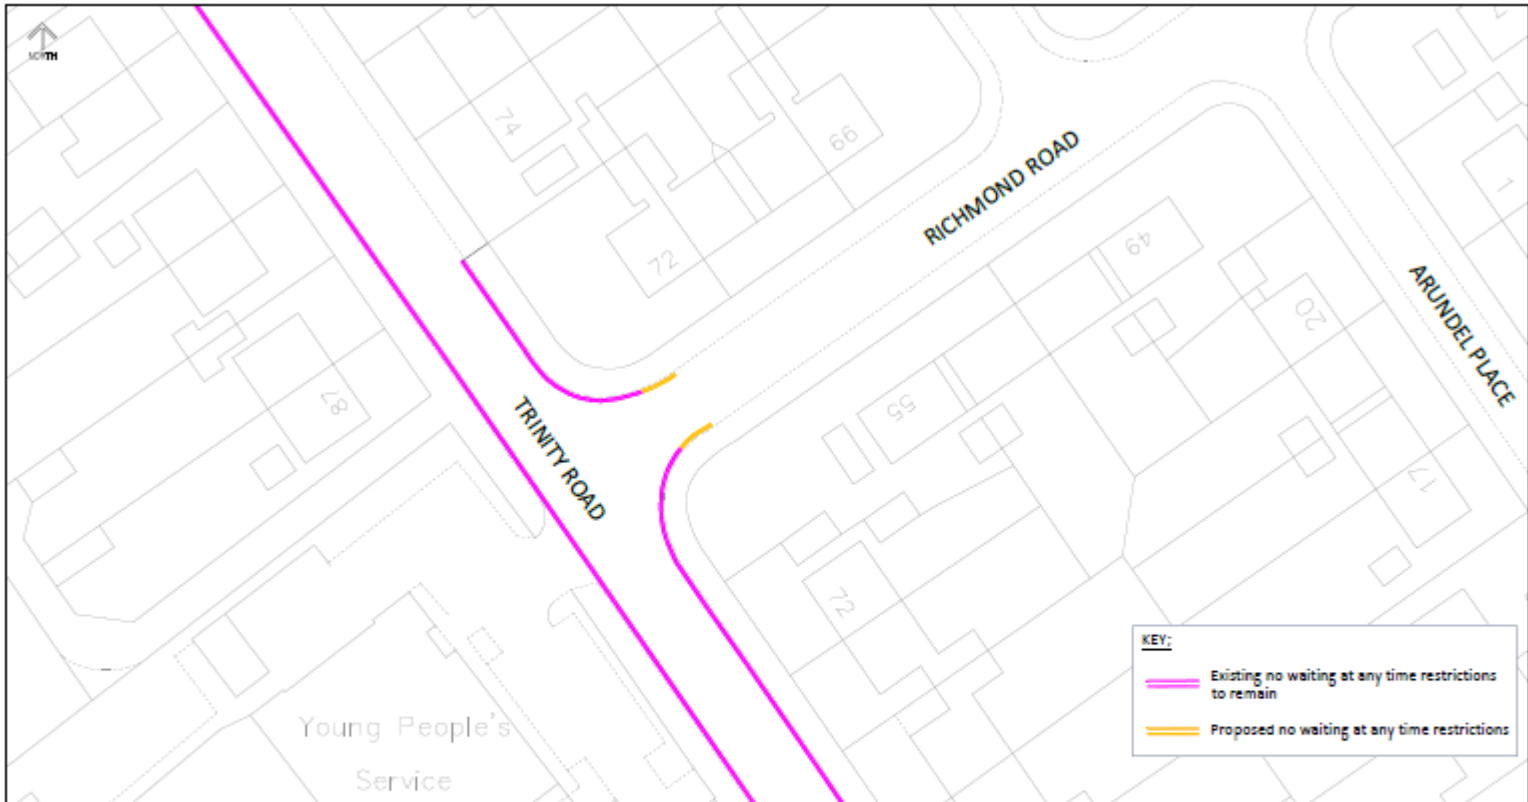 NORTH
74
66
RICHMOND ROAD
1
72
49
20
ARUNDEL PLACE
87
TRINITY ROAD
55
17
72
KEY;
Existing no waiting at any time restrictions
to remain
Proposed no waiting at any time restrictions
Young People's
Service